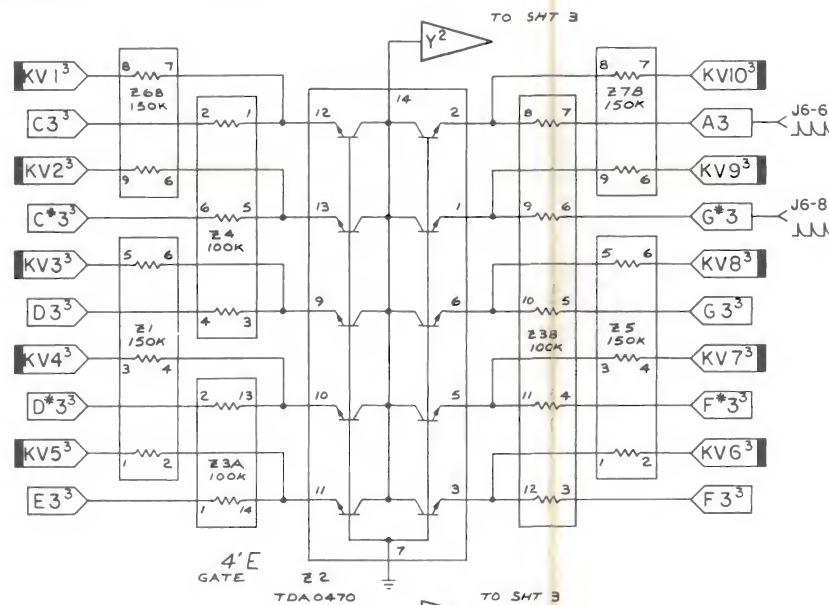 TO SHT 3
Y²
KV1³ 8 7 Z6B 150K 14 8 7 Z7B 150K KV10³
C3³ 2 1 12 2 8 7 A3 J6-6
KV2³ 9 6 9 6 KV9³
C#3³ 6 5 Z4 100K 13 1 9 6 G#3 J6-8
KV3³ 5 6 5 6 KV8³
D3³ Z1 150K 4 3 9 6 10 5 Z3B 100K Z5 150K G3³
KV4³ 3 4 3 4 KV7³
D#3³ 2 13 10 5 11 4 F#3³
KV5³ 1 2 Z3A 100K 1 2 KV6³
E3³ 1 14 11 3 12 3 F3³
4'E
GATE
7
Z2
TDA0470
TO SHT 3